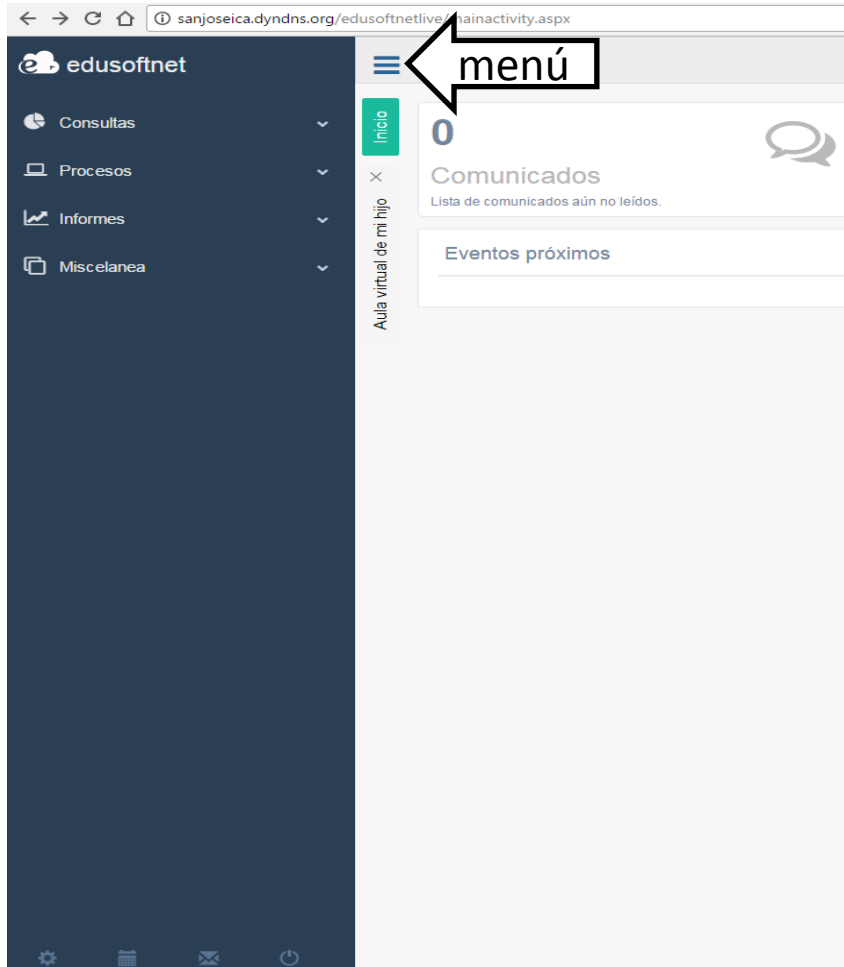 sanjoseica.dyndns.org/edusoftnetlive/mainactivity.aspx
edusoftnet
menú
Consultas
Procesos
Informes
Miscelanea
Inicio
Aula virtual de mi hijo
0
Comunicados
Lista de comunicados aún no leídos.
Eventos próximos